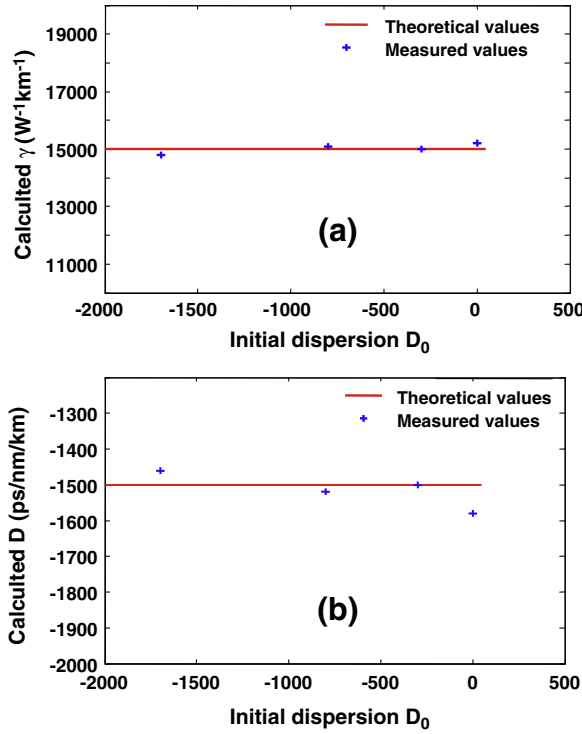 Theoretical values
Measured values
19000
17000
15000
13000
11000
Calculted γ (W⁻¹km⁻¹)
(a)
-2000 -1500 -1000 -500 0 500
Initial dispersion D₀
Theoretical values
Measured values
-1300
-1400
-1500
-1600
-1700
-1800
-1900
-2000
Calculted D (ps/nm/km)
(b)
-2000 -1500 -1000 -500 0 500
Initial dispersion D₀